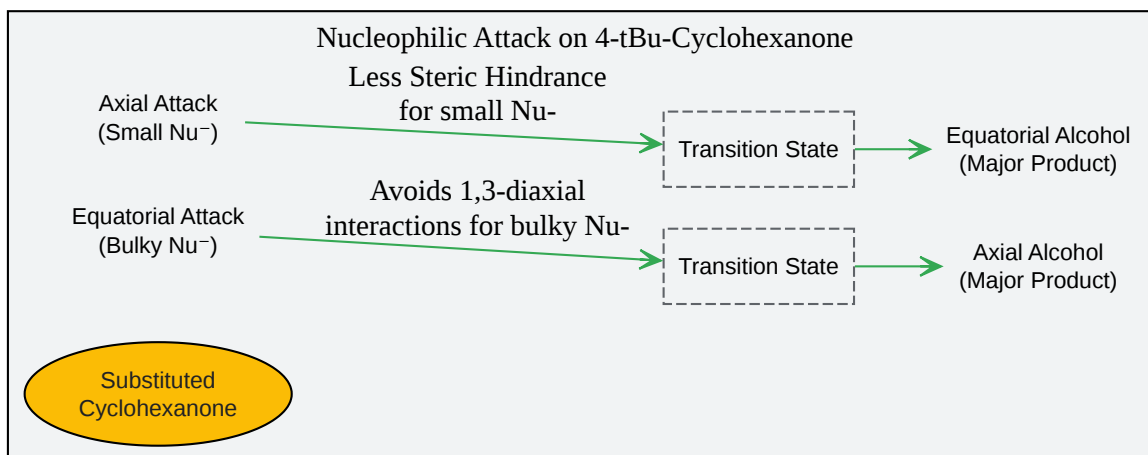 Nucleophilic Attack on 4-tBu-Cyclohexanone
Less Steric Hindrance
for small Nu-
Axial Attack
(Small Nu⁻)
Transition State
Equatorial Alcohol
(Major Product)
Avoids 1,3-diaxial
interactions for bulky Nu-
Equatorial Attack
(Bulky Nu⁻)
Transition State
Axial Alcohol
(Major Product)
Substituted
Cyclohexanone